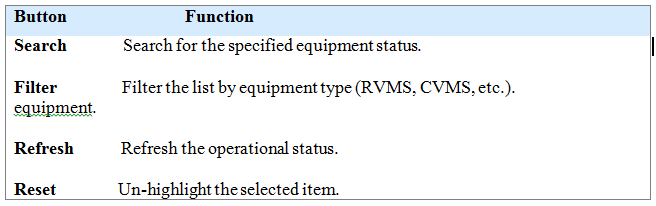 Button Function
Search Search for the specified equipment status.
Filter Filter the list by equipment type (RVMS, CVMS, etc.).
equipment.
Refresh Refresh the operational status.
Reset Un-highlight the selected item.